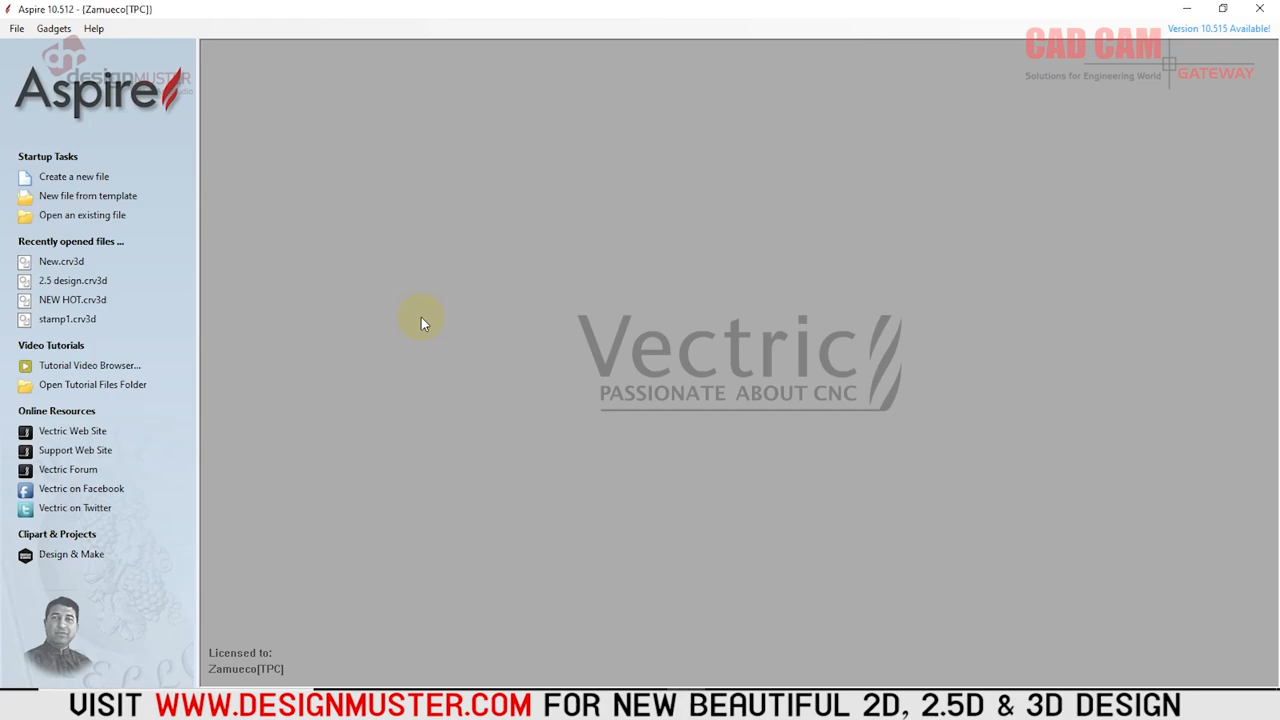 Aspire 10.512 - {Zamueco[TPC]}
File Gadgets Help
Version 10.515 Available!
CAD CAM
Solutions for Engineering World
GATEWAY
designmuster
Aspire
Startup Tasks
Create a new file
New file from template
Open an existing file
Recently opened files ...
New.crv3d
2.5 design.crv3d
NEW HOT.crv3d
stamp1.crv3d
Video Tutorials
Tutorial Video Browser...
Open Tutorial Files Folder
Online Resources
Vectric Web Site
Support Web Site
Vectric Forum
Vectric on Facebook
Vectric on Twitter
Clipart & Projects
Design & Make
Vectric
PASSIONATE ABOUT CNC
Licensed to:
Zamueco[TPC]
VISIT WWW.DESIGNMUSTER.COM FOR NEW BEAUTIFUL 2D, 2.5D & 3D DESIGN